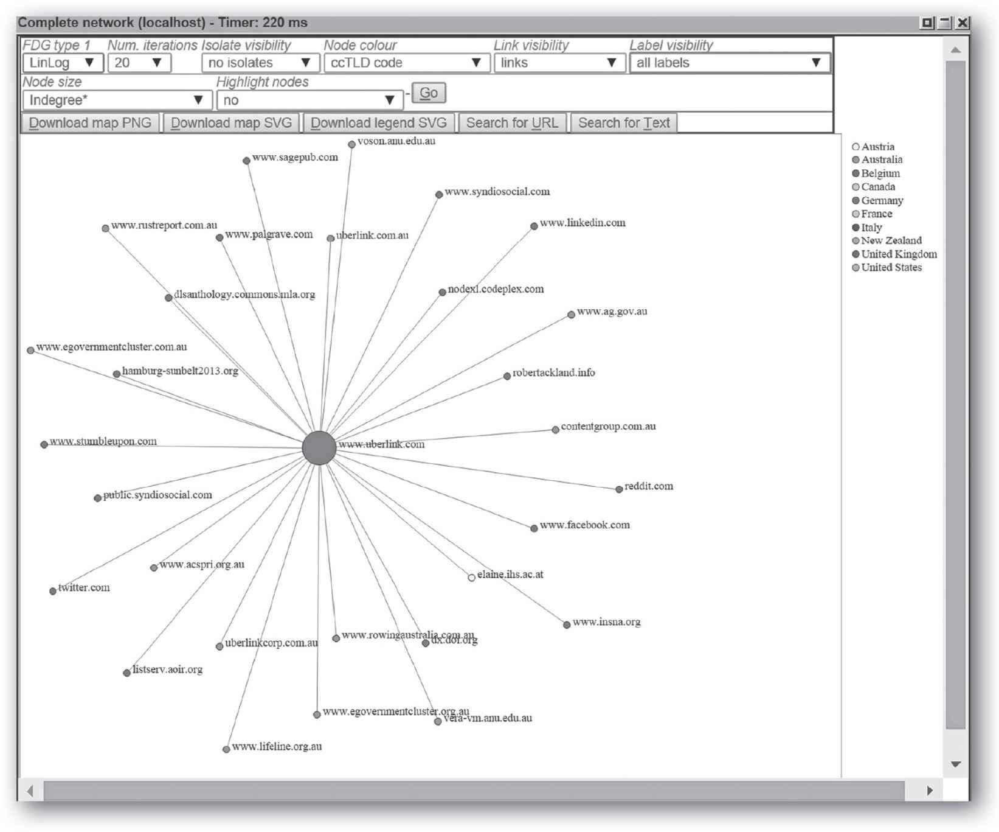 Complete network (localhost) - Timer: 220 ms
FDG type 1 Num. iterations Isolate visibility Node colour Link visibility Label visibility
LinLog ▼ 20 ▼ no isolates ▼ ccTLD code ▼ links ▼ all labels ▼
Node size Highlight nodes
Indegree* ▼ no ▼ - Go
Download map PNG Download map SVG Download legend SVG Search for URL Search for Text
voson.anu.edu.au
www.sagepub.com
www.syndiosocial.com
www.linkedin.com
www.rustreport.com.au
www.palgrave.com
uberlink.com.au
nodexl.codeplex.com
dlsanthology.commons.mla.org
www.ag.gov.au
www.egovernmentcluster.com.au
hamburg-sunbelt2013.org
robertackland.info
contentgroup.com.au
www.stumbleupon.com
www.uberlink.com
reddit.com
public.syndiosocial.com
www.facebook.com
www.acspri.org.au
elaine.ihs.ac.at
twitter.com
www.insna.org
www.rowingaustralia.com.au
dx.doi.org
uberlinkcorp.com.au
listserv.aoir.org
www.egovernmentcluster.org.au
vera-vm.anu.edu.au
www.lifeline.org.au
Austria
Australia
Belgium
Canada
Germany
France
Italy
New Zealand
United Kingdom
United States